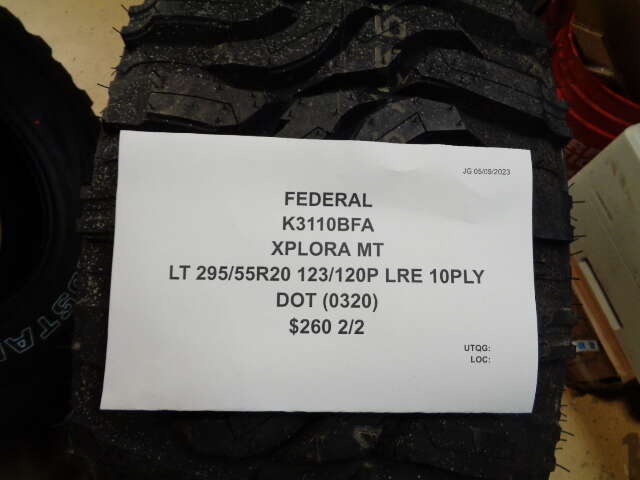 JG 05/09/2023
FEDERAL
K3110BFA
XPLORA MT
LT 295/55R20 123/120P LRE 10PLY
DOT (0320)
$260 2/2
UTQG:
LOC: